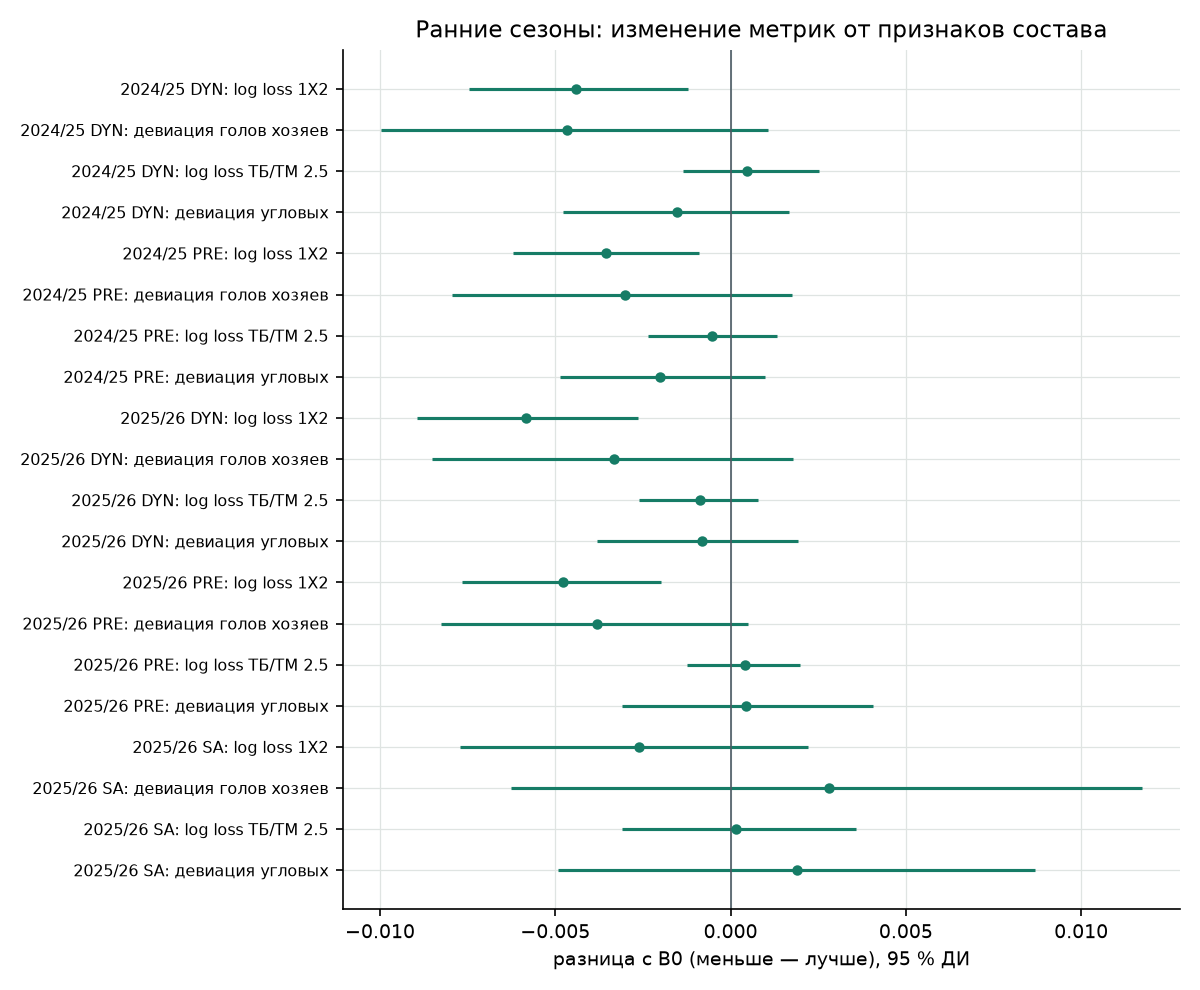 Ранние сезоны: изменение метрик от признаков состава
2024/25 DYN: log loss 1X2
2024/25 DYN: девиация голов хозяев
2024/25 DYN: log loss ТБ/ТМ 2.5
2024/25 DYN: девиация угловых
2024/25 PRE: log loss 1X2
2024/25 PRE: девиация голов хозяев
2024/25 PRE: log loss ТБ/ТМ 2.5
2024/25 PRE: девиация угловых
2025/26 DYN: log loss 1X2
2025/26 DYN: девиация голов хозяев
2025/26 DYN: log loss ТБ/ТМ 2.5
2025/26 DYN: девиация угловых
2025/26 PRE: log loss 1X2
2025/26 PRE: девиация голов хозяев
2025/26 PRE: log loss ТБ/ТМ 2.5
2025/26 PRE: девиация угловых
2025/26 SA: log loss 1X2
2025/26 SA: девиация голов хозяев
2025/26 SA: log loss ТБ/ТМ 2.5
2025/26 SA: девиация угловых
−0.010 −0.005 0.000 0.005 0.010
разница с B0 (меньше — лучше), 95 % ДИ